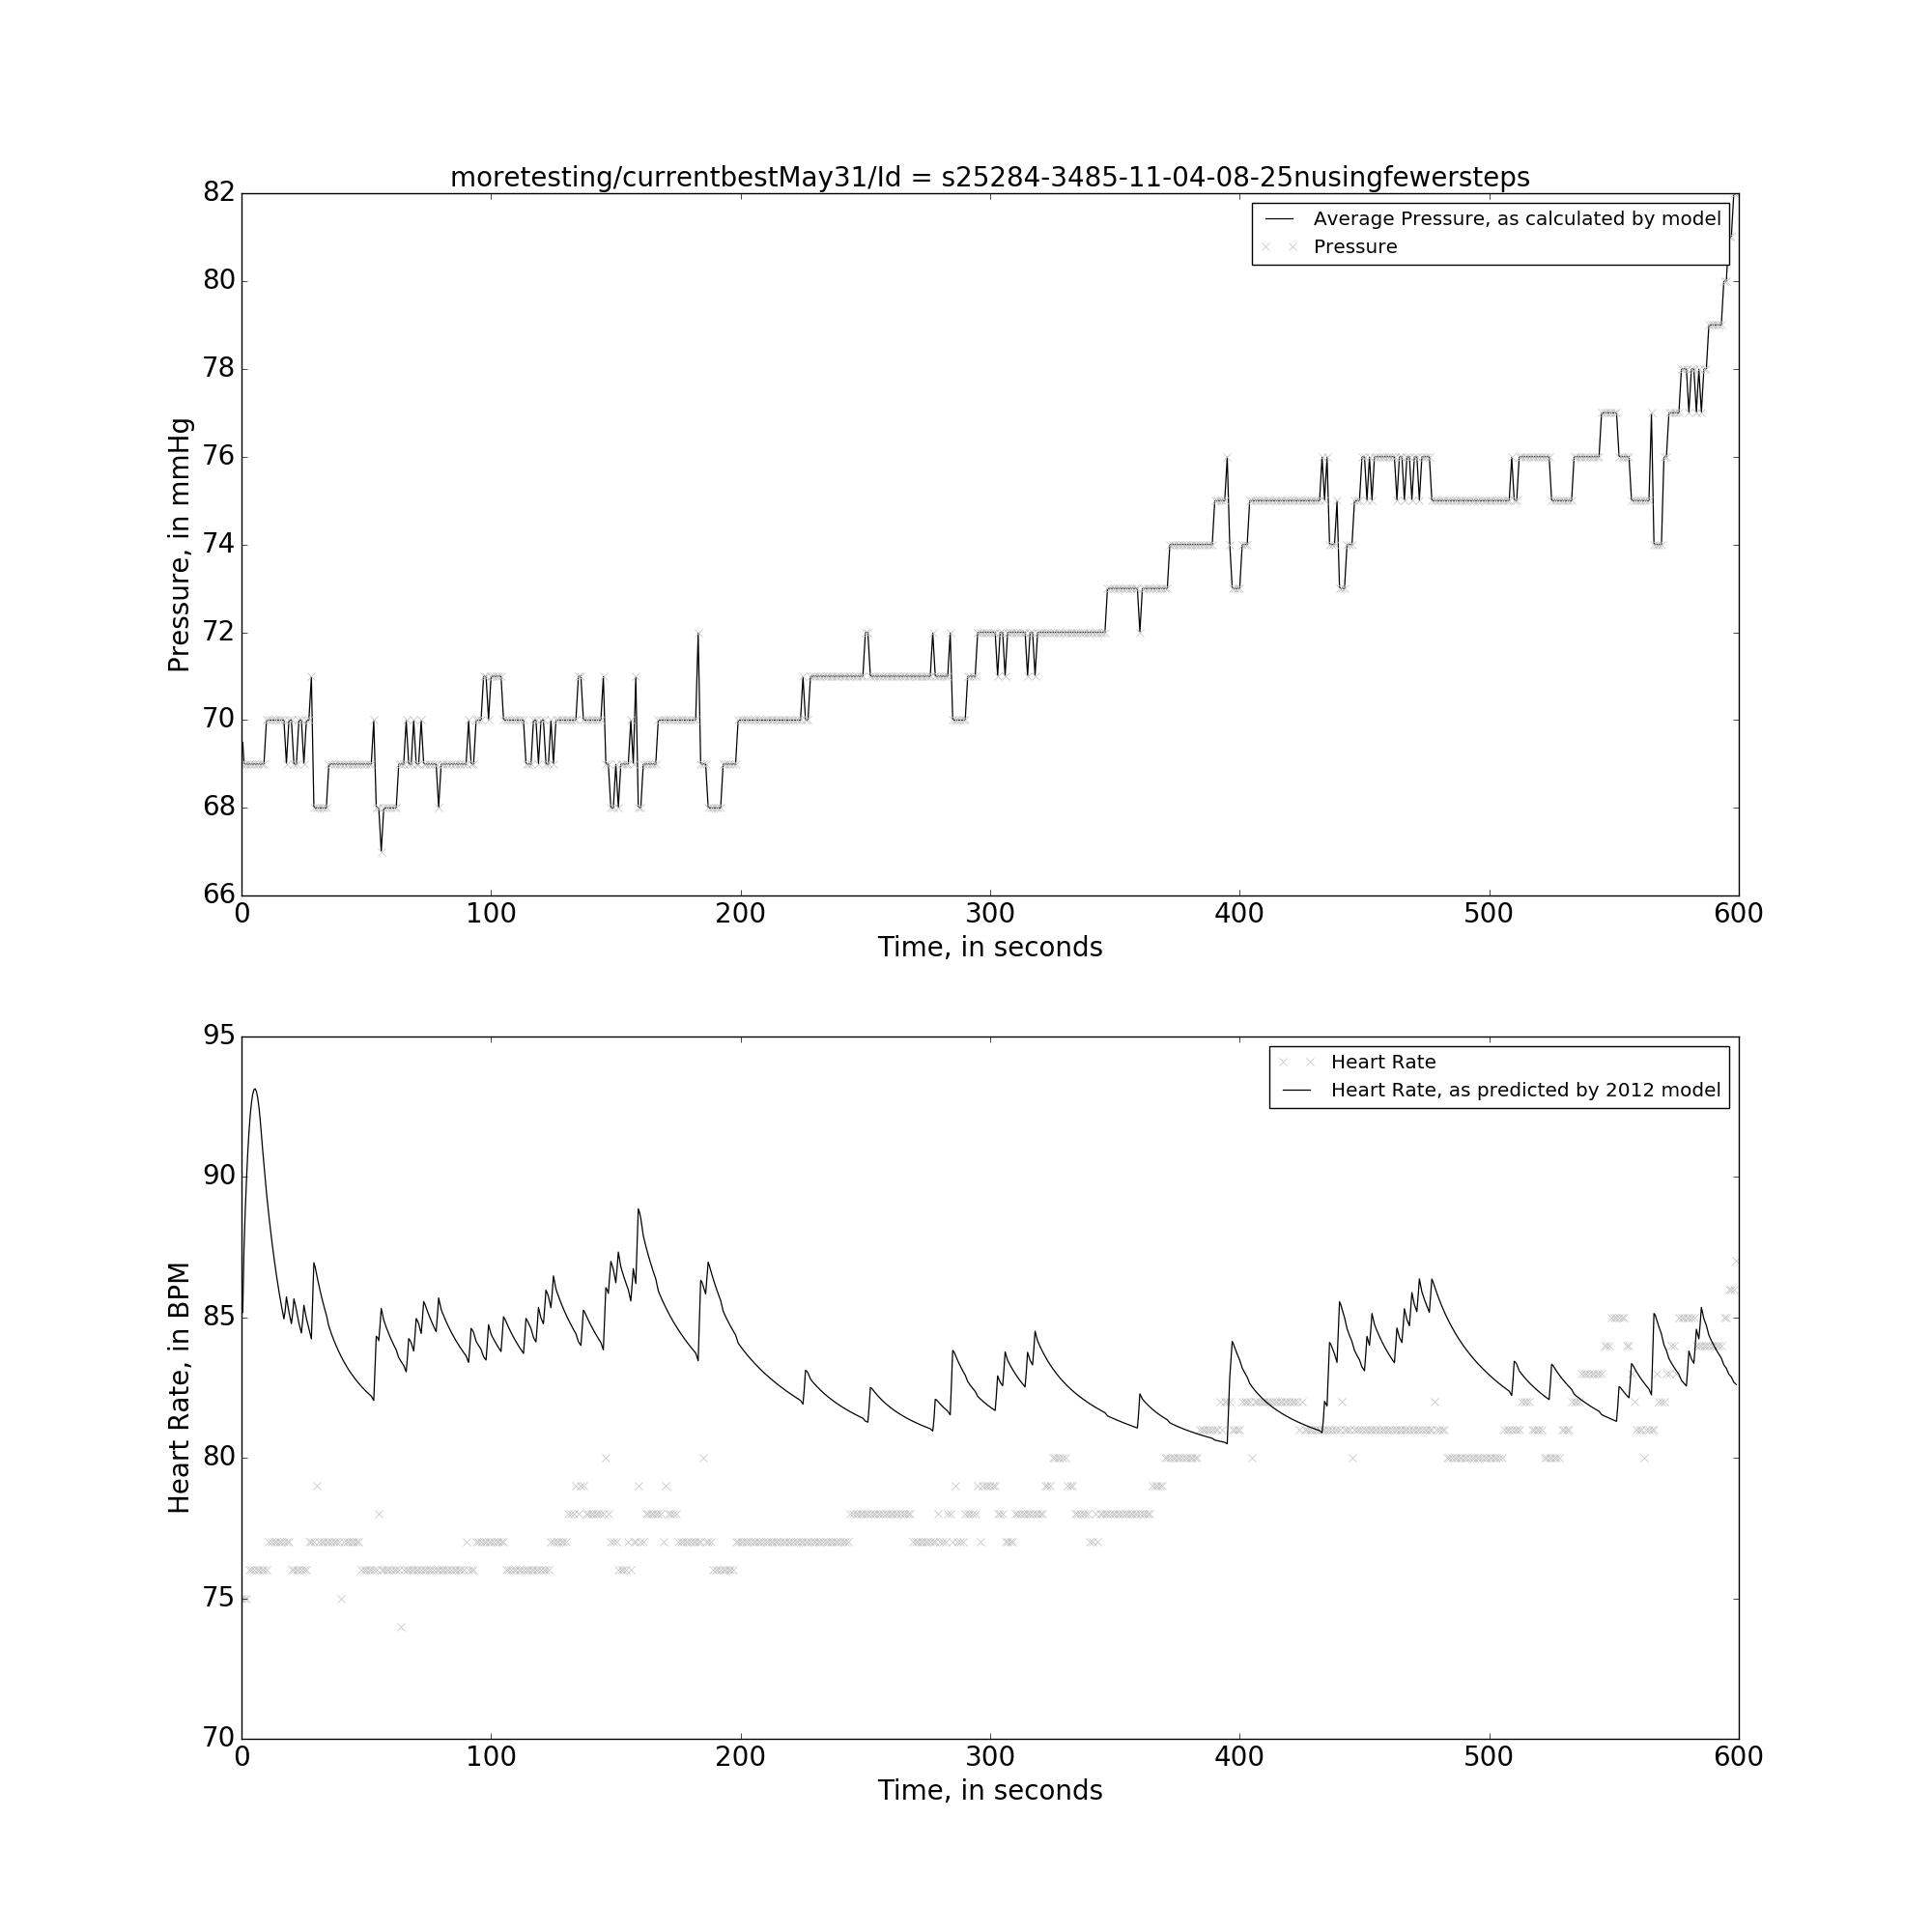 moretesting/currentbestMay31/Id = s25284-3485-11-04-08-25nusingfewersteps
82
80
78
76
74
72
70
68
66
Pressure, in mmHg
Average Pressure, as calculated by model
Pressure
0 100 200 300 400 500 600
Time, in seconds
95
90
85
80
75
70
Heart Rate, in BPM
Heart Rate
Heart Rate, as predicted by 2012 model
0 100 200 300 400 500 600
Time, in seconds